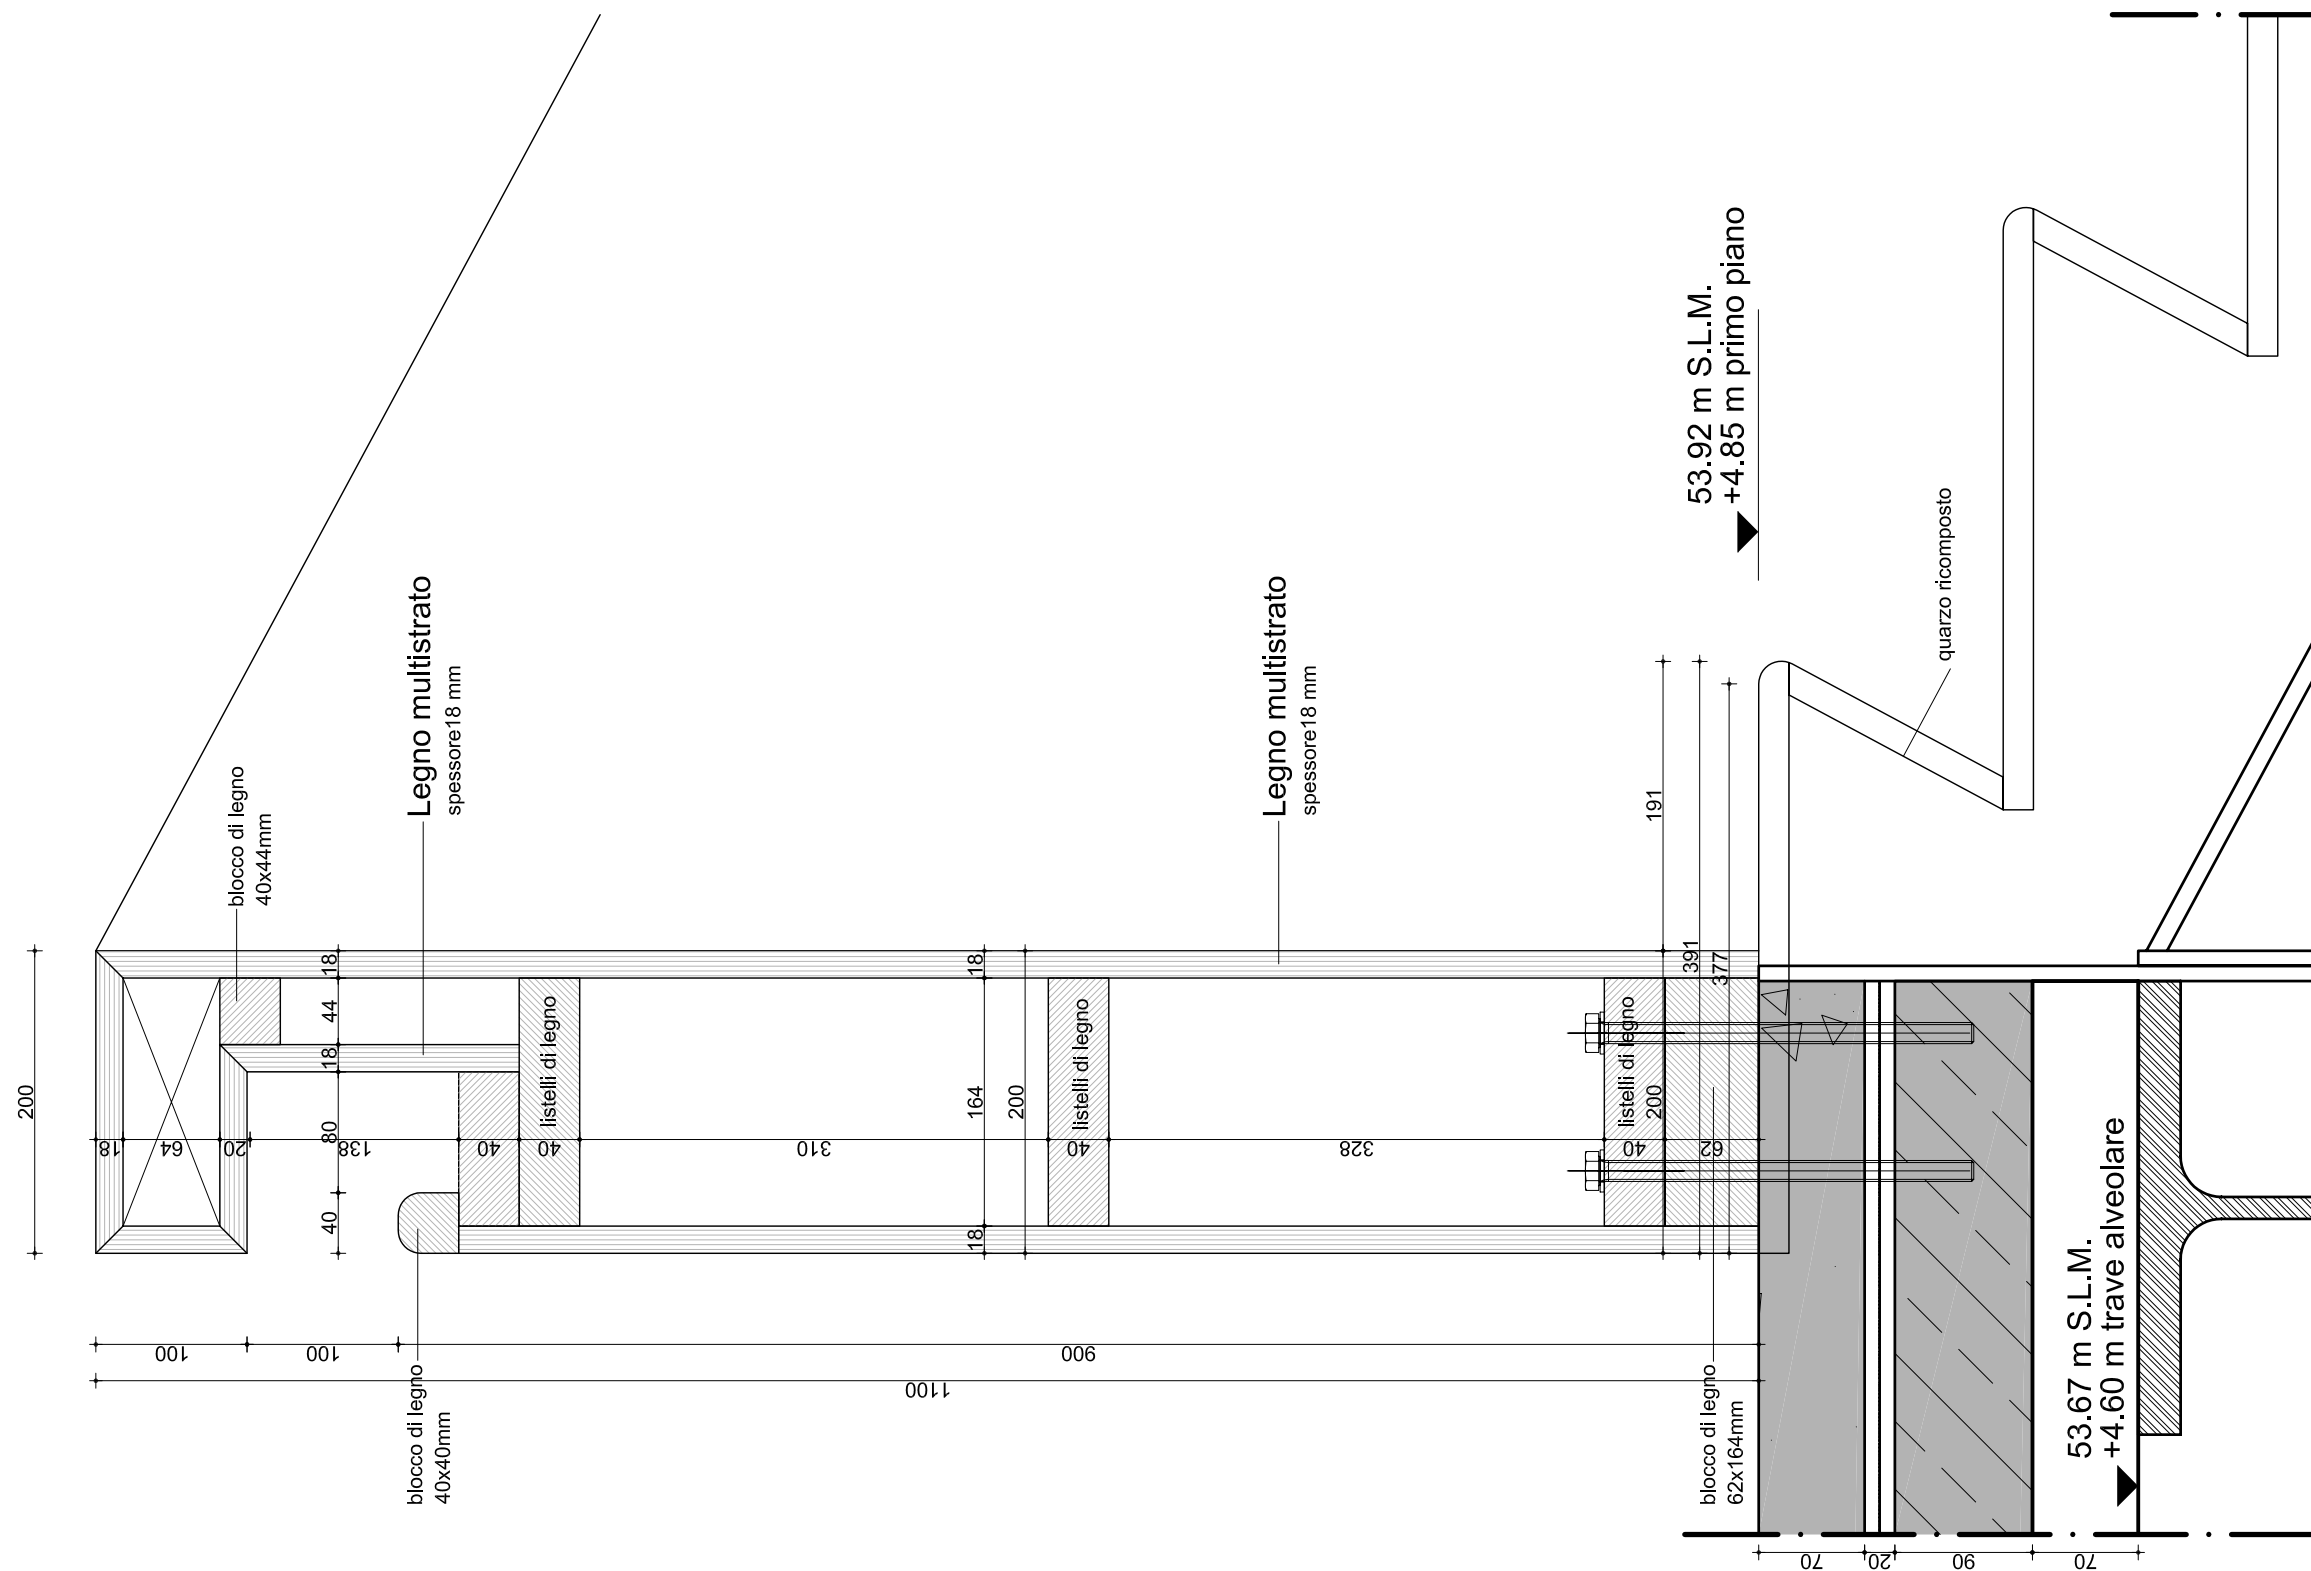 200
18
64
20
138
40
40
310
40
328
40
62
18
44
18
80
40
blocco di legno
40x44mm
Legno multistrato
spessore18 mm
listelli di legno
18
164
18
200
listelli di legno
Legno multistrato
spessore18 mm
listelli di legno
191
200
391
377
53.92 m S.L.M.
+4.85 m primo piano
quarzo ricomposto
100
100
900
1100
blocco di legno
40x40mm
blocco di legno
62x164mm
53.67 m S.L.M.
+4.60 m trave alveolare
70
20
90
70